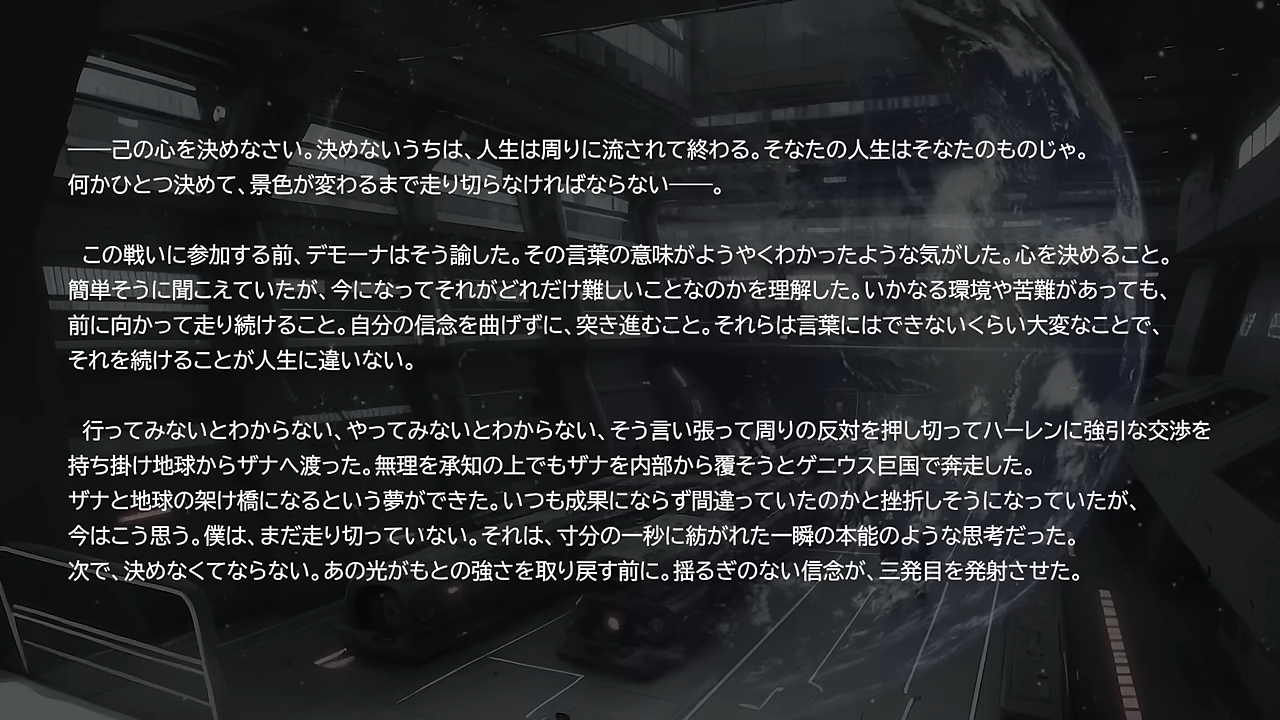 ――己の心を決めなさい。決めないうちは、人生は周りに流されて終わる。そなたの人生はそなたのものじゃ。
何かひとつ決めて、景色が変わるまで走り切らなければならない――。
この戦いに参加する前、デモーナはそう諭した。その言葉の意味がようやくわかったような気がした。心を決めること。
簡単そうに聞こえていたが、今になってそれがどれだけ難しいことなのかを理解した。いかなる環境や苦難があっても、
前に向かって走り続けること。自分の信念を曲げずに、突き進むこと。それらは言葉にはできないくらい大変なことで、
それを続けることが人生に違いない。
行ってみないとわからない、やってみないとわからない、そう言い張って周りの反対を押し切ってハーレンに強引な交渉を
持ち掛け地球からザナへ渡った。無理を承知の上でもザナを内部から覆そうとゲニウス巨国で奔走した。
ザナと地球の架け橋になるという夢ができた。いつも成果にならず間違っていたのかと挫折しそうになっていたが、
今はこう思う。僕は、まだ走り切っていない。それは、寸分の一秒に紡がれた一瞬の本能のような思考だった。
次で、決めなくてならない。あの光がもとの強さを取り戻す前に。揺るぎのない信念が、三発目を発射させた。